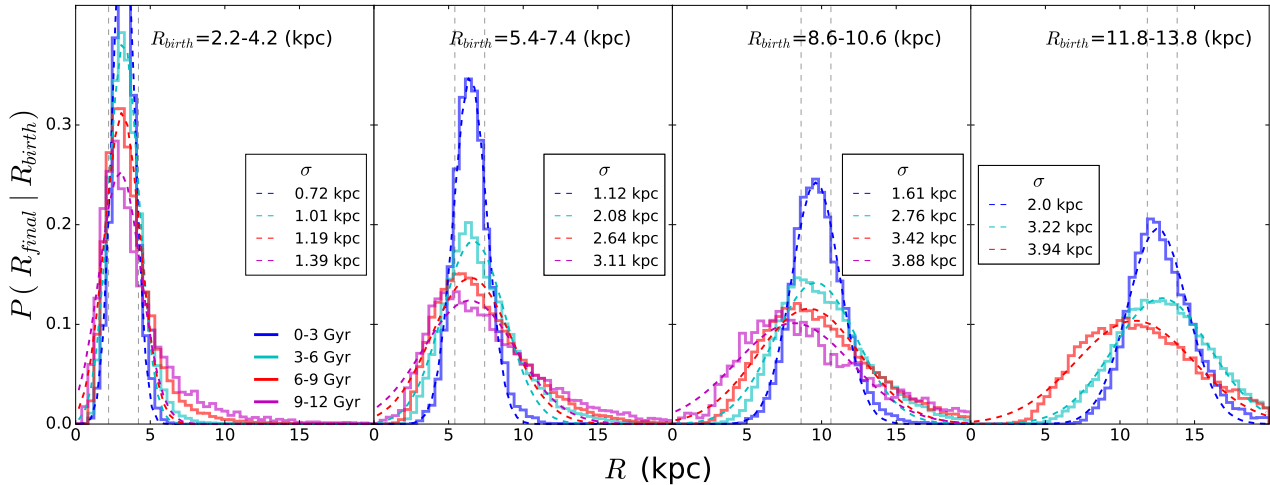 R_birth=2.2-4.2 (kpc)
R_birth=5.4-7.4 (kpc)
R_birth=8.6-10.6 (kpc)
R_birth=11.8-13.8 (kpc)
P ( R_final | R_birth)
0.3
0.2
0.1
0.0
σ
0.72 kpc
1.01 kpc
1.19 kpc
1.39 kpc
0-3 Gyr
3-6 Gyr
6-9 Gyr
9-12 Gyr
σ
1.12 kpc
2.08 kpc
2.64 kpc
3.11 kpc
σ
1.61 kpc
2.76 kpc
3.42 kpc
3.88 kpc
σ
2.0 kpc
3.22 kpc
3.94 kpc
0 5 10 15 0 5 10 15 0 5 10 15 0 5 10 15
R (kpc)